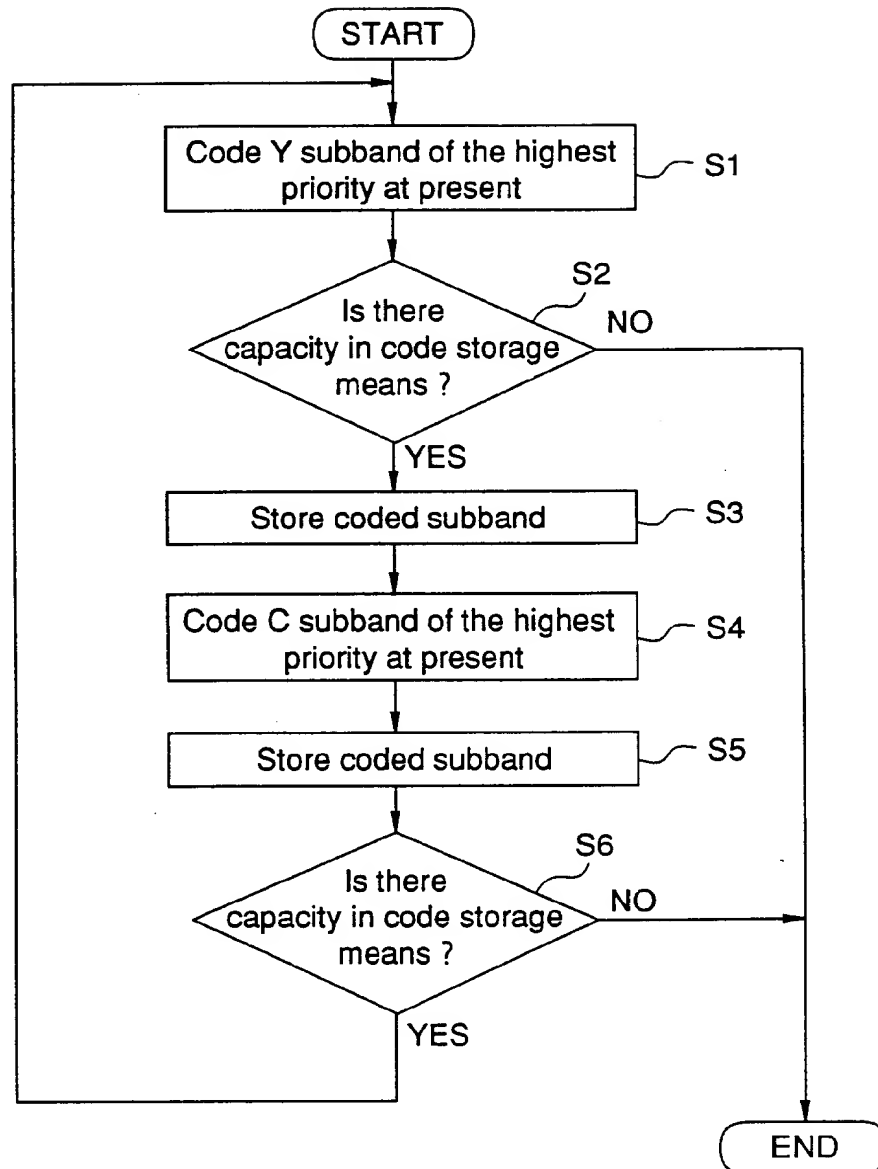 START
Code Y subband of the highest
priority at present
S1
S2
Is there
capacity in code storage
means ?
NO
YES
Store coded subband
S3
Code C subband of the highest
priority at present
S4
Store coded subband
S5
S6
Is there
capacity in code storage
means ?
NO
YES
END